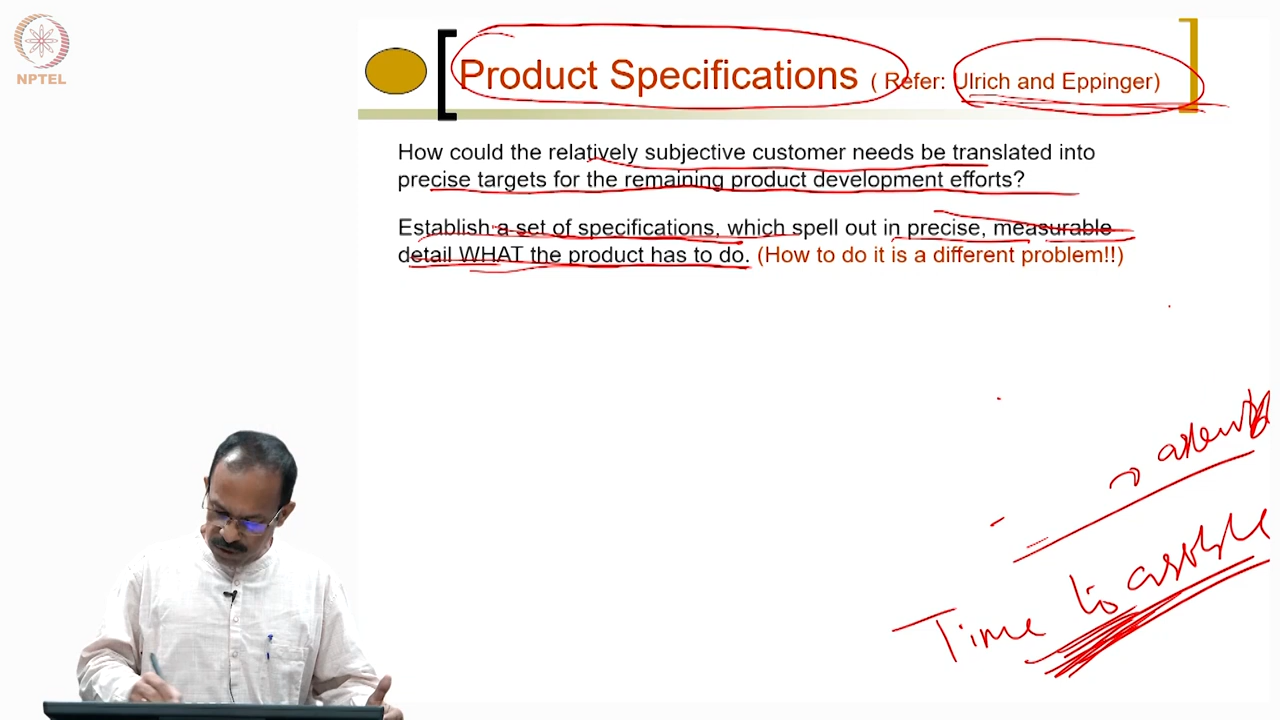 NPTEL
Product Specifications ( Refer: Ulrich and Eppinger)
How could the relatively subjective customer needs be translated into
precise targets for the remaining product development efforts?
Establish a set of specifications, which spell out in precise, measurable
detail WHAT the product has to do. (How to do it is a different problem!!)
Time to